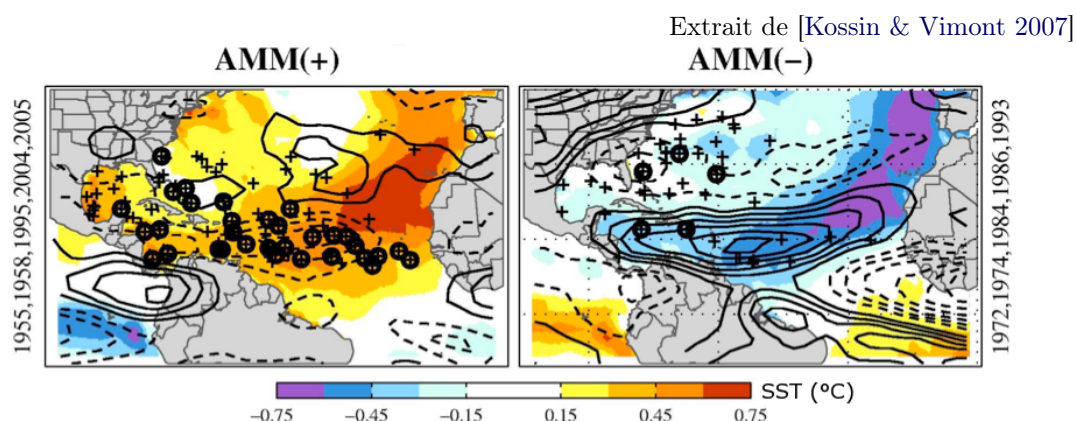 Extrait de [Kossin & Vimont 2007]
AMM(+)
AMM(−)
1955,1958,1995,2004,2005
1972,1974,1984,1986,1993
SST (°C)
−0.75 −0.45 −0.15 0.15 0.45 0.75